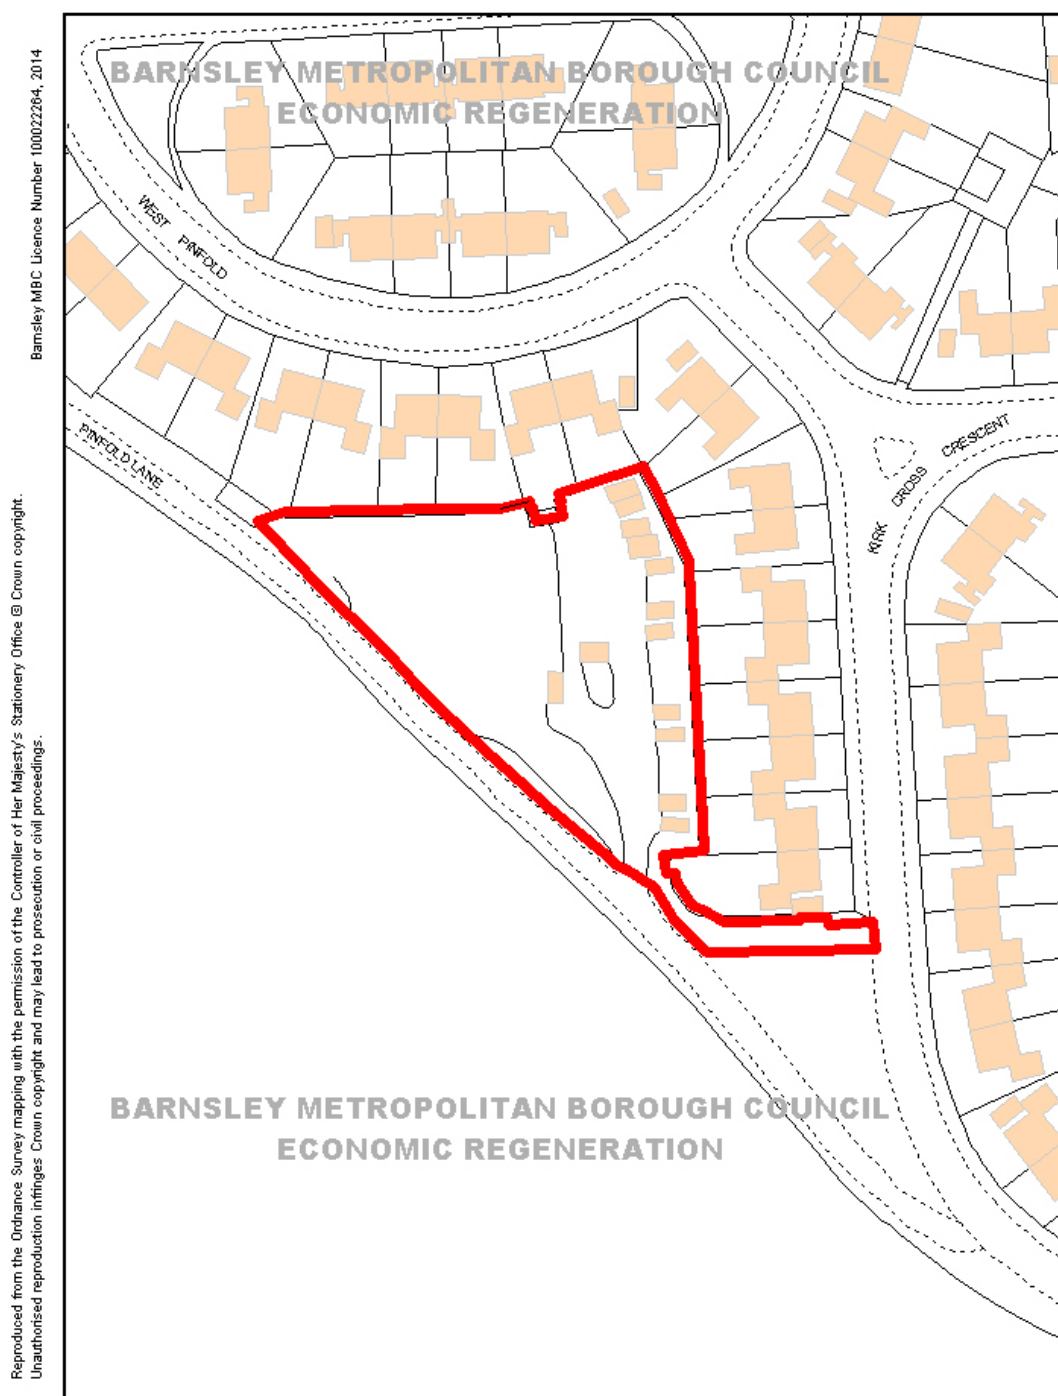 BARNSLEY METROPOLITAN BOROUGH COUNCIL
ECONOMIC REGENERATION
WEST PINFOLD
PINFOLD LANE
KIRK CROSS CRESCENT
BARNSLEY METROPOLITAN BOROUGH COUNCIL
ECONOMIC REGENERATION
Barnsley MBC Licence Number 100022264, 2014
Reproduced from the Ordnance Survey mapping with the permission of the Controller of Her Majesty's Stationery Office © Crown copyright.
Unauthorised reproduction infringes Crown copyright and may lead to prosecution or civil proceedings.